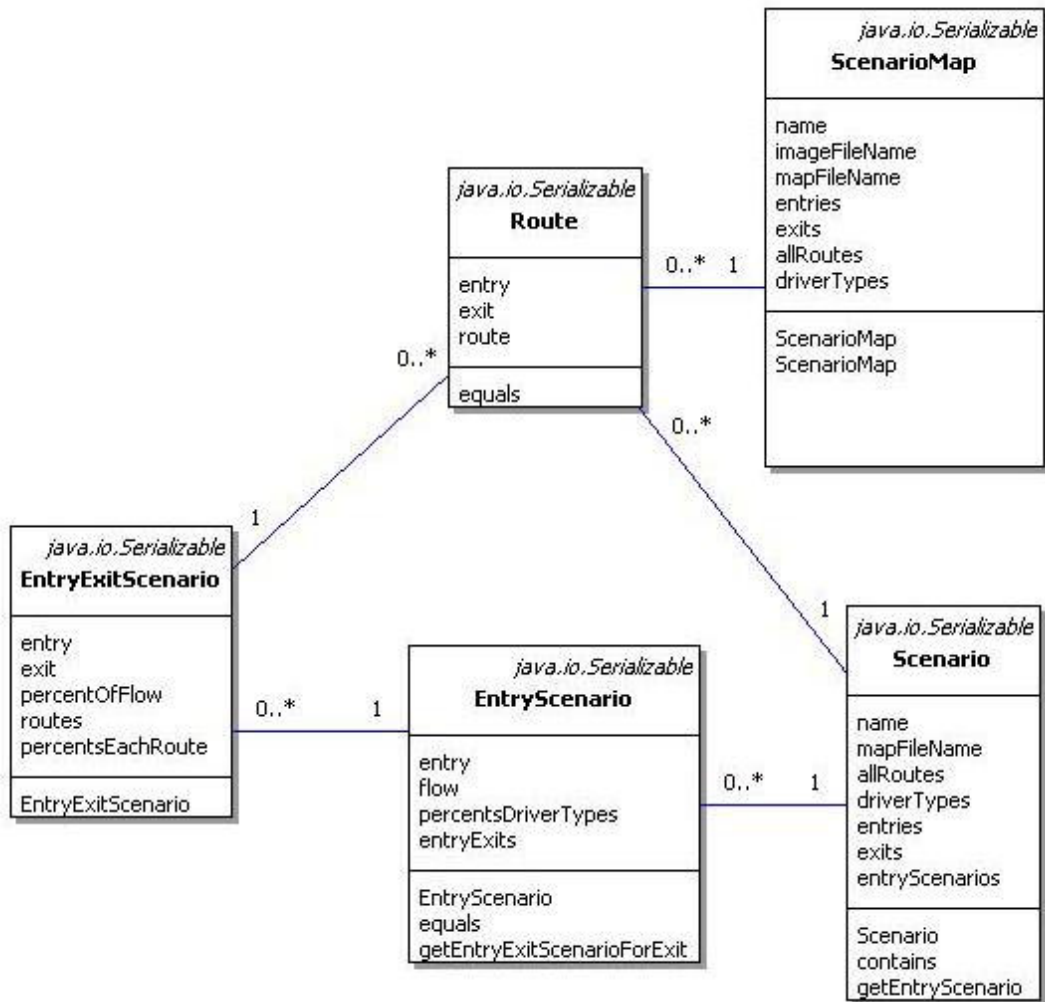 java.io.Serializable
ScenarioMap
name
imageFileName
mapFileName
entries
exits
allRoutes
driverTypes
ScenarioMap
ScenarioMap
java.io.Serializable
Route
entry
exit
route
equals
0..* 1
0..*
0..*
1
1
java.io.Serializable
EntryExitScenario
entry
exit
percentOfFlow
routes
percentsEachRoute
EntryExitScenario
0..* 1
java.io.Serializable
EntryScenario
entry
flow
percentsDriverTypes
entryExits
EntryScenario
equals
getEntryExitScenarioForExit
0..* 1
java.io.Serializable
Scenario
name
mapFileName
allRoutes
driverTypes
entries
exits
entryScenarios
Scenario
contains
getEntryScenario